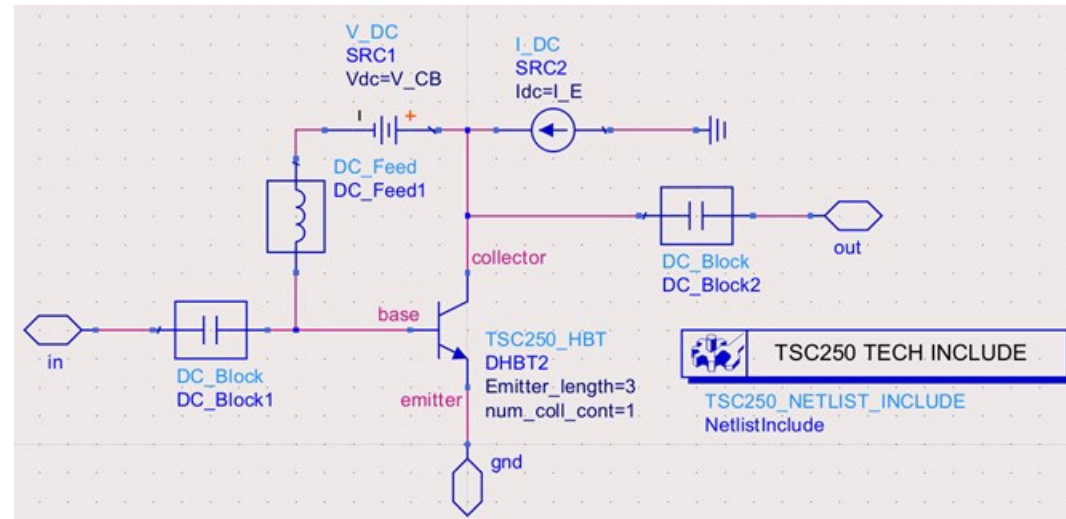 V_DC
SRC1
Vdc=V_CB
I_DC
SRC2
Idc=I_E
DC_Feed
DC_Feed1
collector
DC_Block
DC_Block2
out
base
in
DC_Block
DC_Block1
TSC250_HBT
DHBT2
Emitter_length=3
num_coll_cont=1
emitter
gnd
TSC250 TECH INCLUDE
TSC250_NETLIST_INCLUDE
NetlistInclude